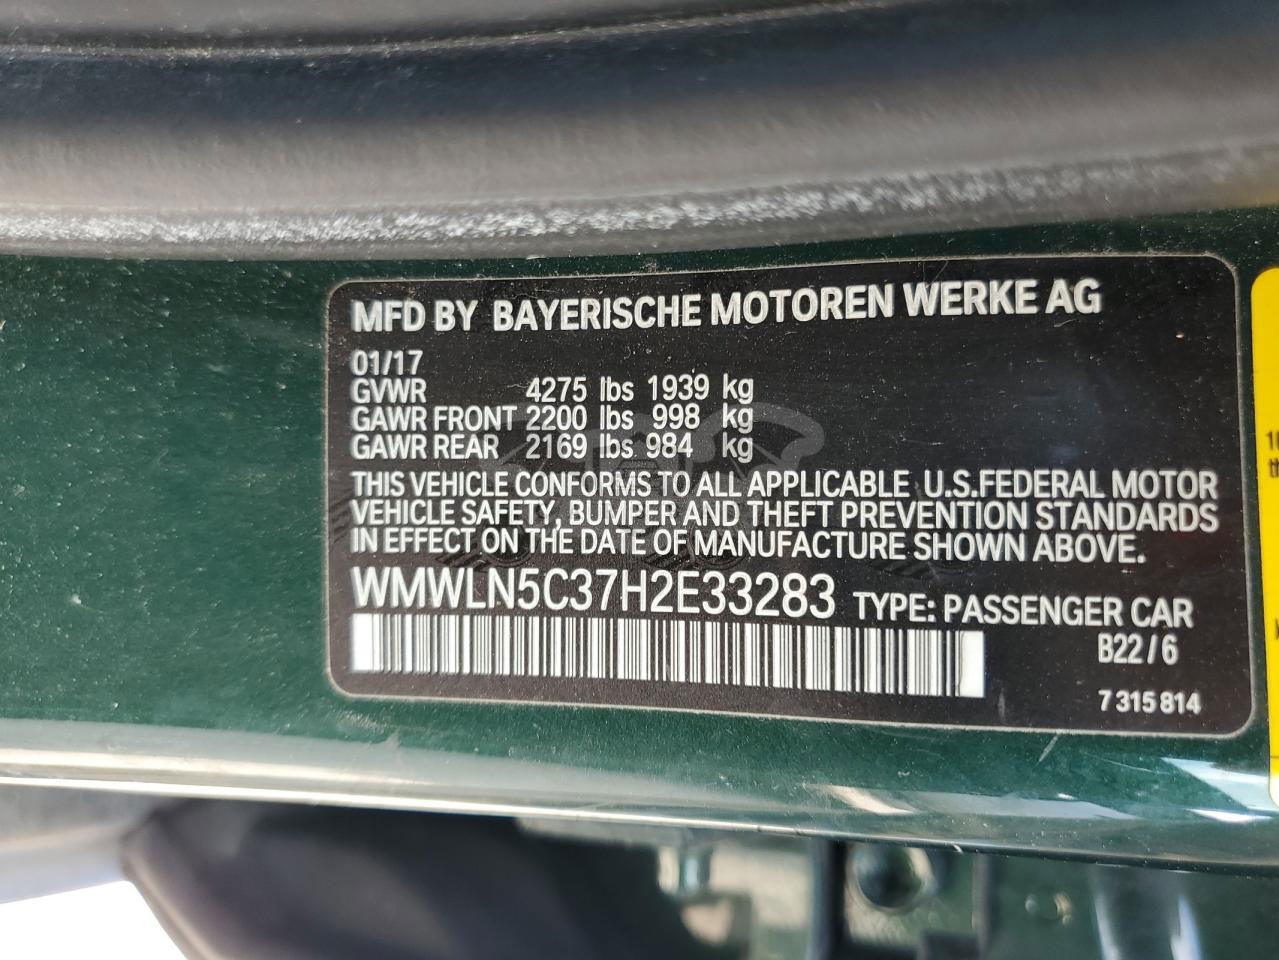 MFD BY BAYERISCHE MOTOREN WERKE AG
01/17
GVWR 4275 lbs 1939 kg
GAWR FRONT 2200 lbs 998 kg
GAWR REAR 2169 lbs 984 kg
THIS VEHICLE CONFORMS TO ALL APPLICABLE U.S.FEDERAL MOTOR
VEHICLE SAFETY, BUMPER AND THEFT PREVENTION STANDARDS
IN EFFECT ON THE DATE OF MANUFACTURE SHOWN ABOVE.
WMWLN5C37H2E33283 TYPE: PASSENGER CAR
B22/6
7 315 814